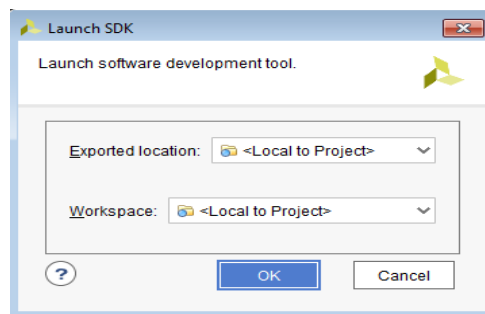 Launch SDK
Launch software development tool.
Exported location: <Local to Project>
Workspace: <Local to Project>
? OK Cancel